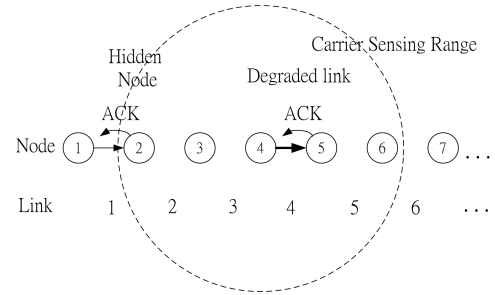 Carrier Sensing Range
Hidden
Node
Degraded link
ACK
ACK
Node 1 2 3 4 5 6 7 ...
Link 1 2 3 4 5 6 ...